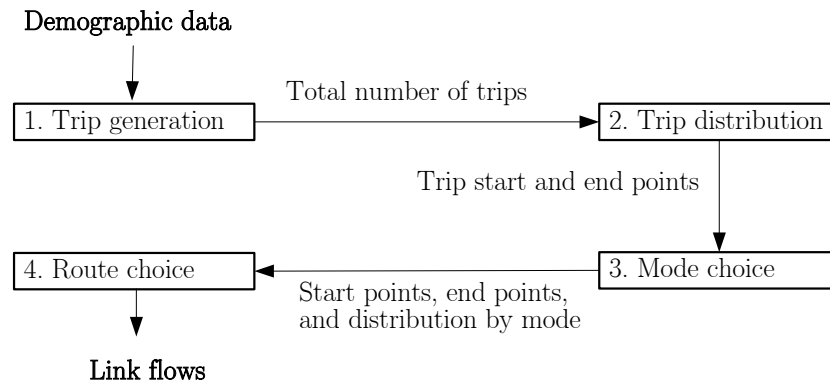 Demographic data
Total number of trips
1. Trip generation
2. Trip distribution
Trip start and end points
4. Route choice
3. Mode choice
Start points, end points,
and distribution by mode
Link flows